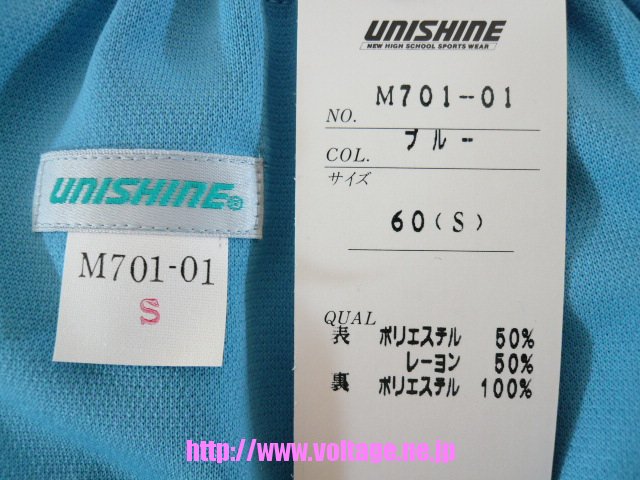 UNISHINE®
M701-01
S
UNISHINE
NEW HIGH SCHOOL SPORTS WEAR
NO. M701-01
COL. ブルー
サイズ
60(S)
QUAL
表 ポリエステル 50%
レーヨン 50%
裏 ポリエステル 100%
http://www.voltage.ne.jp